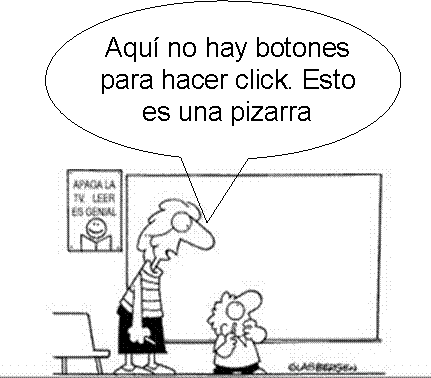 Aquí no hay botones
para hacer click. Esto
es una pizarra
APAGA LA
TV. LEER
ES GENIAL
GLASBERGEN